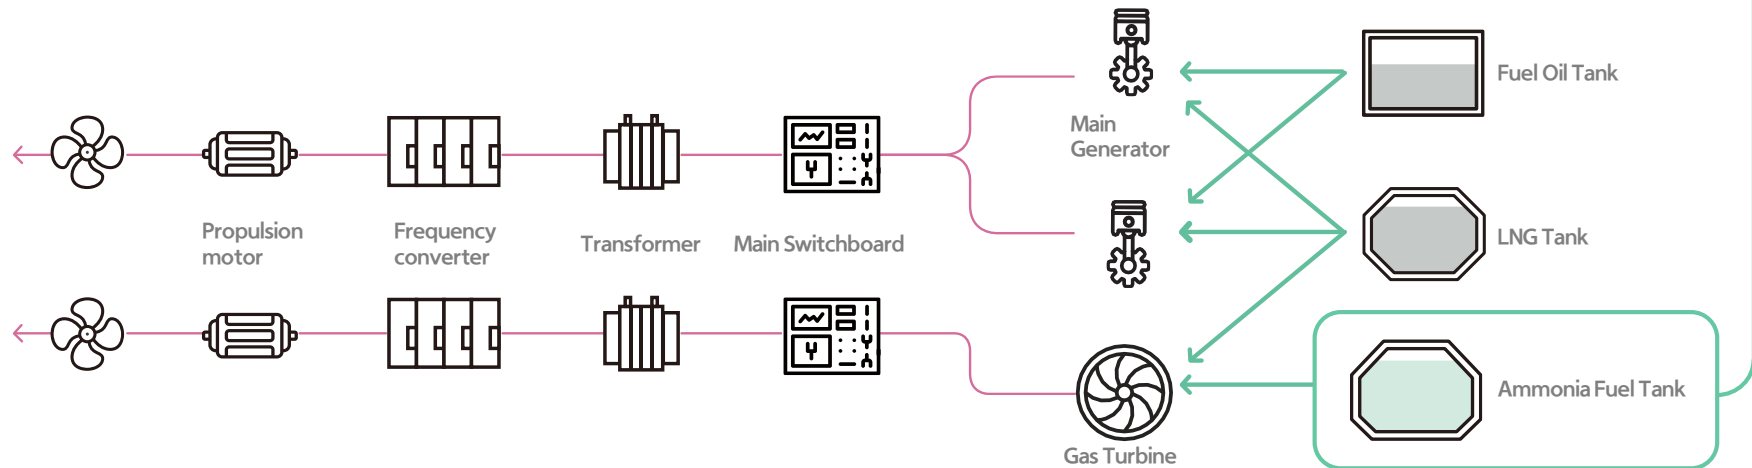 Fuel Oil Tank
Main
Generator
Propulsion
motor
Frequency
converter
Transformer
Main Switchboard
LNG Tank
Ammonia Fuel Tank
Gas Turbine